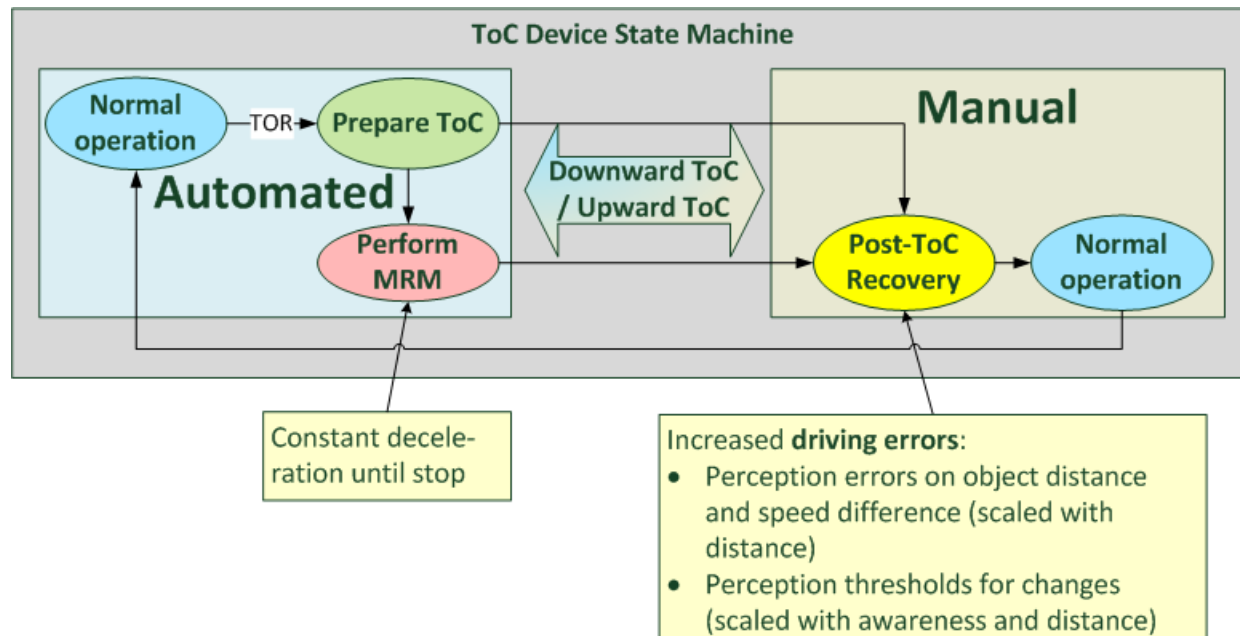 ToC Device State Machine
Normal
operation
TOR
Prepare ToC
Automated
Perform
MRM
Downward ToC
/ Upward ToC
Manual
Post-ToC
Recovery
Normal
operation
Constant decele-
ration until stop
Increased driving errors:
• Perception errors on object distance
and speed difference (scaled with
distance)
• Perception thresholds for changes
(scaled with awareness and distance)